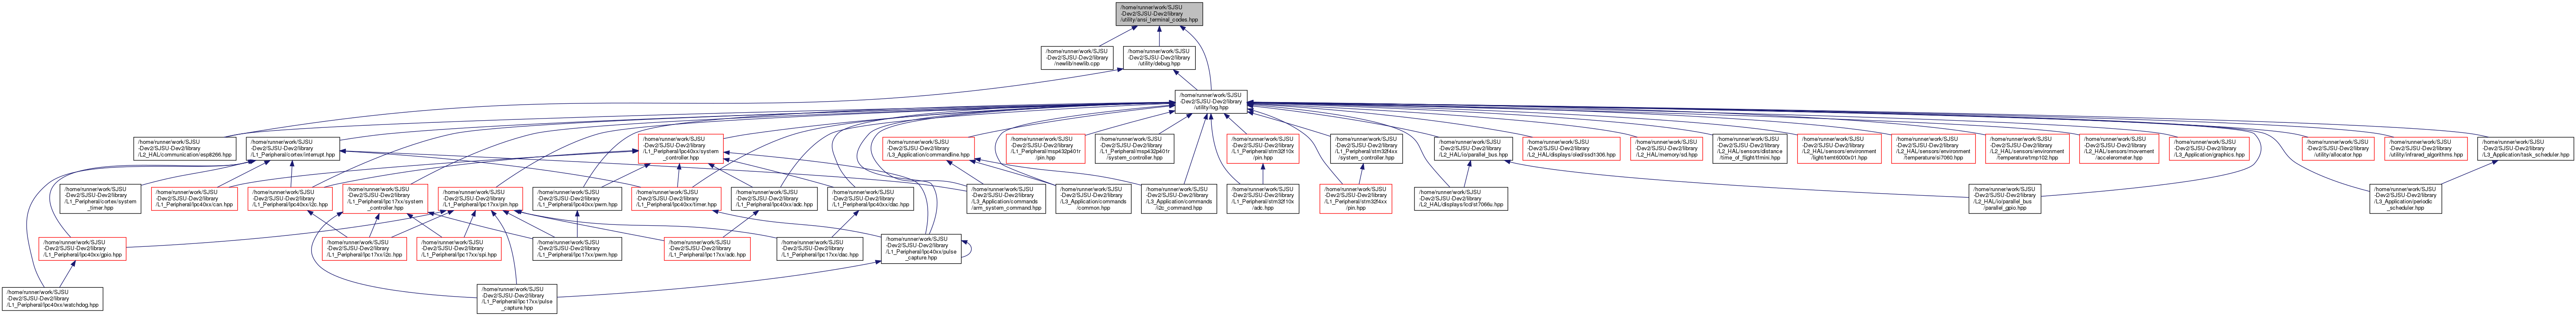 /home/runner/work/SJSU
-Dev2/SJSU-Dev2/library
/utility/ansi_terminal_codes.hpp
/home/runner/work/SJSU
-Dev2/SJSU-Dev2/library
/newlib/newlib.cpp
/home/runner/work/SJSU
-Dev2/SJSU-Dev2/library
/utility/debug.hpp
/home/runner/work/SJSU
-Dev2/SJSU-Dev2/library
/utility/log.hpp
/home/runner/work/SJSU
-Dev2/SJSU-Dev2/library
/L2_HAL/communication/esp8266.hpp
/home/runner/work/SJSU
-Dev2/SJSU-Dev2/library
/L1_Peripheral/cortex/interrupt.hpp
/home/runner/work/SJSU
-Dev2/SJSU-Dev2/library
/L1_Peripheral/lpc40xx/system
_controller.hpp
/home/runner/work/SJSU
-Dev2/SJSU-Dev2/library
/L3_Application/commandline.hpp
/home/runner/work/SJSU
-Dev2/SJSU-Dev2/library
/L1_Peripheral/msp432p401r
/pin.hpp
/home/runner/work/SJSU
-Dev2/SJSU-Dev2/library
/L1_Peripheral/msp432p401r
/system_controller.hpp
/home/runner/work/SJSU
-Dev2/SJSU-Dev2/library
/L1_Peripheral/stm32f10x
/pin.hpp
/home/runner/work/SJSU
-Dev2/SJSU-Dev2/library
/L1_Peripheral/stm32f4xx
/system_controller.hpp
/home/runner/work/SJSU
-Dev2/SJSU-Dev2/library
/L2_HAL/io/parallel_bus.hpp
/home/runner/work/SJSU
-Dev2/SJSU-Dev2/library
/L2_HAL/displays/oled/ssd1306.hpp
/home/runner/work/SJSU
-Dev2/SJSU-Dev2/library
/L2_HAL/memory/sd.hpp
/home/runner/work/SJSU
-Dev2/SJSU-Dev2/library
/L2_HAL/sensors/distance
/time_of_flight/tfmini.hpp
/home/runner/work/SJSU
-Dev2/SJSU-Dev2/library
/L2_HAL/sensors/environment
/light/temt6000x01.hpp
/home/runner/work/SJSU
-Dev2/SJSU-Dev2/library
/L2_HAL/sensors/environment
/temperature/si7060.hpp
/home/runner/work/SJSU
-Dev2/SJSU-Dev2/library
/L2_HAL/sensors/environment
/temperature/tmp102.hpp
/home/runner/work/SJSU
-Dev2/SJSU-Dev2/library
/L2_HAL/sensors/movement
/accelerometer.hpp
/home/runner/work/SJSU
-Dev2/SJSU-Dev2/library
/L3_Application/graphics.hpp
/home/runner/work/SJSU
-Dev2/SJSU-Dev2/library
/utility/allocator.hpp
/home/runner/work/SJSU
-Dev2/SJSU-Dev2/library
/utility/infrared_algorithms.hpp
/home/runner/work/SJSU
-Dev2/SJSU-Dev2/library
/L3_Application/task_scheduler.hpp
/home/runner/work/SJSU
-Dev2/SJSU-Dev2/library
/L1_Peripheral/cortex/system
_timer.hpp
/home/runner/work/SJSU
-Dev2/SJSU-Dev2/library
/L1_Peripheral/lpc40xx/can.hpp
/home/runner/work/SJSU
-Dev2/SJSU-Dev2/library
/L1_Peripheral/lpc40xx/i2c.hpp
/home/runner/work/SJSU
-Dev2/SJSU-Dev2/library
/L1_Peripheral/lpc17xx/system
_controller.hpp
/home/runner/work/SJSU
-Dev2/SJSU-Dev2/library
/L1_Peripheral/lpc17xx/pin.hpp
/home/runner/work/SJSU
-Dev2/SJSU-Dev2/library
/L1_Peripheral/lpc40xx/pwm.hpp
/home/runner/work/SJSU
-Dev2/SJSU-Dev2/library
/L1_Peripheral/lpc40xx/timer.hpp
/home/runner/work/SJSU
-Dev2/SJSU-Dev2/library
/L1_Peripheral/lpc40xx/adc.hpp
/home/runner/work/SJSU
-Dev2/SJSU-Dev2/library
/L1_Peripheral/lpc40xx/dac.hpp
/home/runner/work/SJSU
-Dev2/SJSU-Dev2/library
/L3_Application/commands
/arm_system_command.hpp
/home/runner/work/SJSU
-Dev2/SJSU-Dev2/library
/L3_Application/commands
/common.hpp
/home/runner/work/SJSU
-Dev2/SJSU-Dev2/library
/L3_Application/commands
/i2c_command.hpp
/home/runner/work/SJSU
-Dev2/SJSU-Dev2/library
/L1_Peripheral/stm32f10x
/adc.hpp
/home/runner/work/SJSU
-Dev2/SJSU-Dev2/library
/L1_Peripheral/stm32f4xx
/pin.hpp
/home/runner/work/SJSU
-Dev2/SJSU-Dev2/library
/L2_HAL/displays/lcd/st7066u.hpp
/home/runner/work/SJSU
-Dev2/SJSU-Dev2/library
/L2_HAL/io/parallel_bus
/parallel_gpio.hpp
/home/runner/work/SJSU
-Dev2/SJSU-Dev2/library
/L3_Application/periodic
_scheduler.hpp
/home/runner/work/SJSU
-Dev2/SJSU-Dev2/library
/L1_Peripheral/lpc40xx/gpio.hpp
/home/runner/work/SJSU
-Dev2/SJSU-Dev2/library
/L1_Peripheral/lpc17xx/i2c.hpp
/home/runner/work/SJSU
-Dev2/SJSU-Dev2/library
/L1_Peripheral/lpc17xx/spi.hpp
/home/runner/work/SJSU
-Dev2/SJSU-Dev2/library
/L1_Peripheral/lpc17xx/pwm.hpp
/home/runner/work/SJSU
-Dev2/SJSU-Dev2/library
/L1_Peripheral/lpc17xx/adc.hpp
/home/runner/work/SJSU
-Dev2/SJSU-Dev2/library
/L1_Peripheral/lpc17xx/dac.hpp
/home/runner/work/SJSU
-Dev2/SJSU-Dev2/library
/L1_Peripheral/lpc40xx/pulse
_capture.hpp
/home/runner/work/SJSU
-Dev2/SJSU-Dev2/library
/L1_Peripheral/lpc40xx/watchdog.hpp
/home/runner/work/SJSU
-Dev2/SJSU-Dev2/library
/L1_Peripheral/lpc17xx/pulse
_capture.hpp